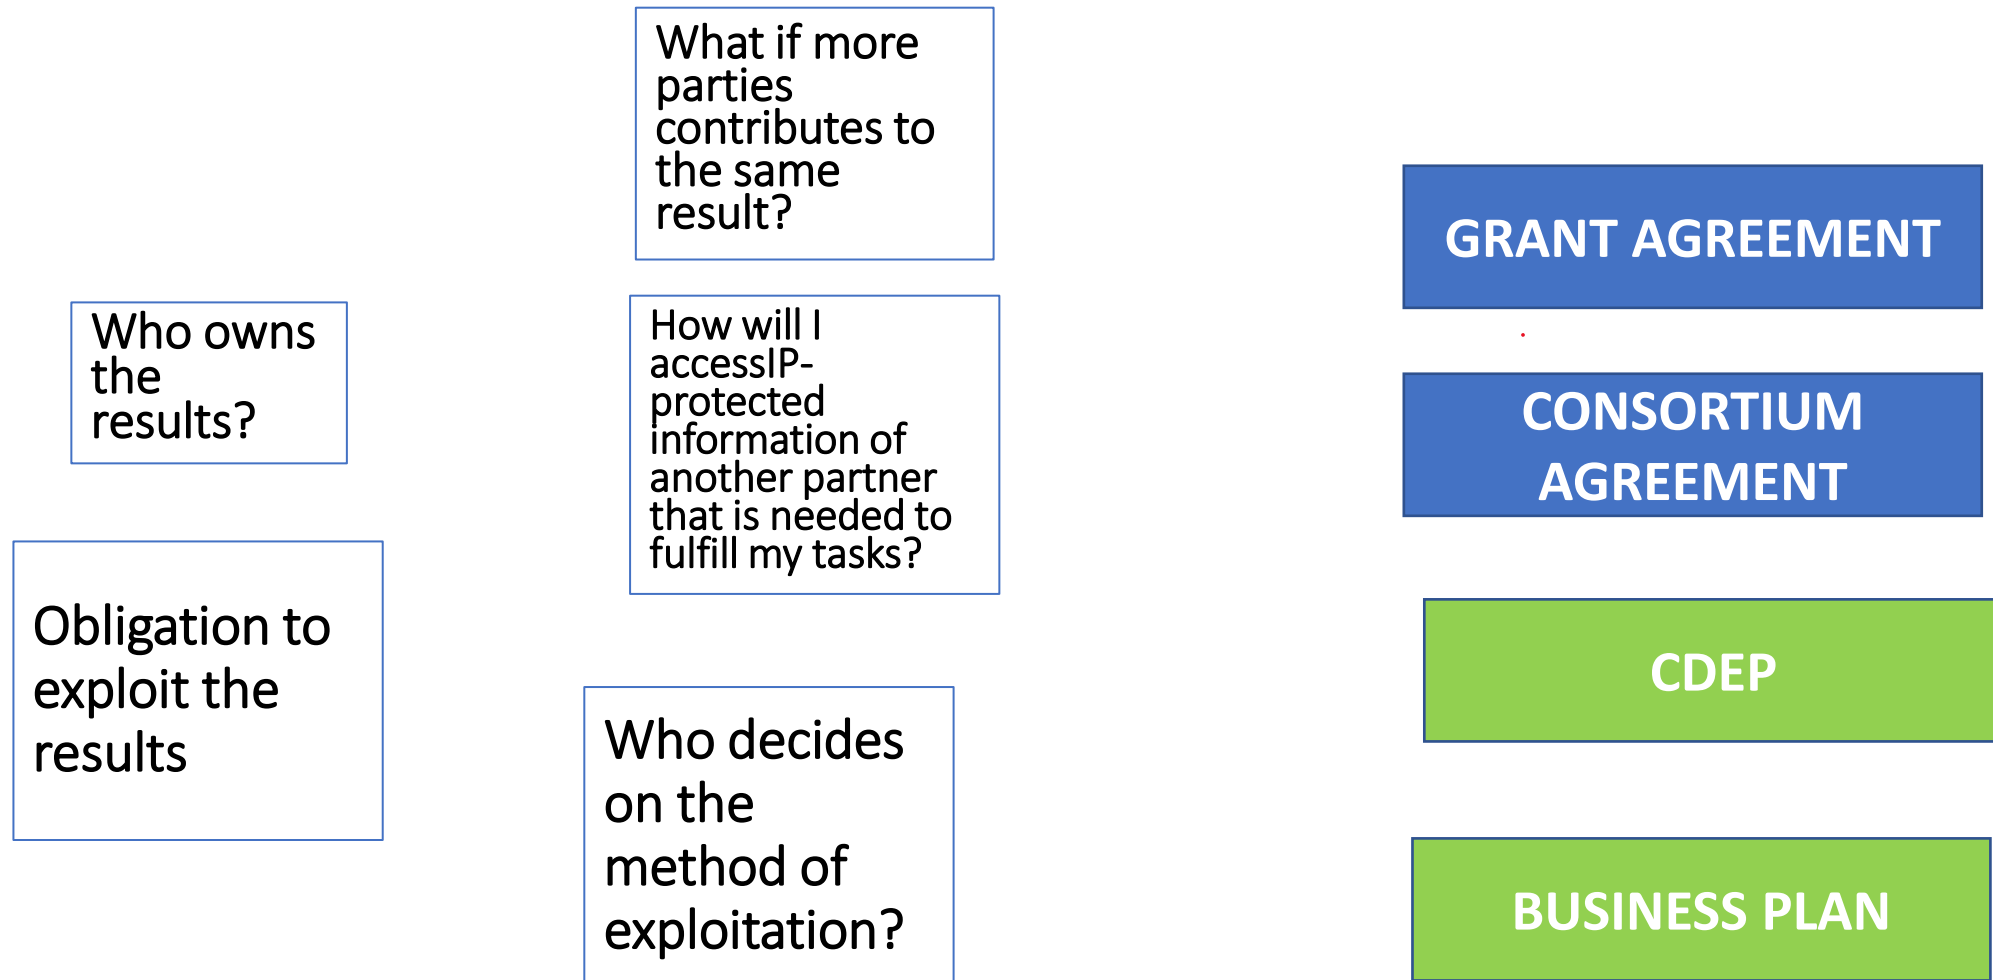 What if more
parties
contributes to
the same
result?
Who owns
the
results?
How will I
accessIP-
protected
information of
another partner
that is needed to
fulfill my tasks?
Obligation to
exploit the
results
Who decides
on the
method of
exploitation?
GRANT AGREEMENT
CONSORTIUM
AGREEMENT
CDEP
BUSINESS PLAN